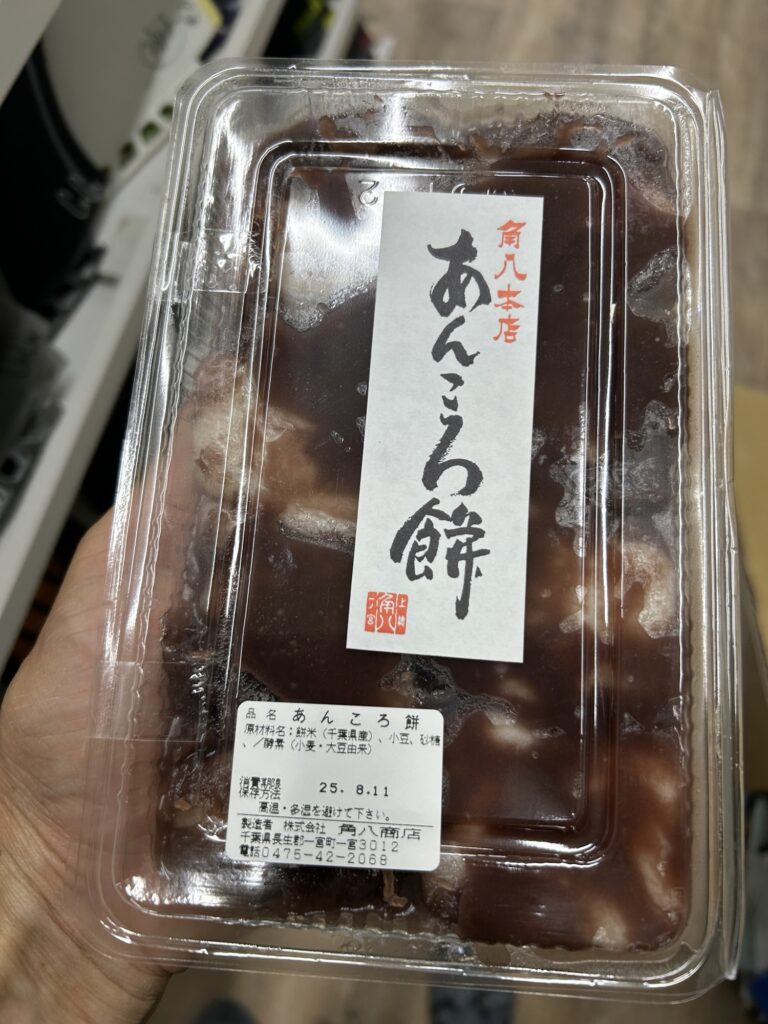 角八本店
あんころ餅
上総
角八
一宮
品名 あんころ餅
原材料名：餅米（千葉県産）、小豆、砂糖
、／酵素（小麦・大豆由来）
消費期限 25. 8.11
保存方法
高温・多湿を避けて下さい。
製造者 株式会社 角八商店
千葉県長生郡一宮町一宮3012
電話0475-42-2068